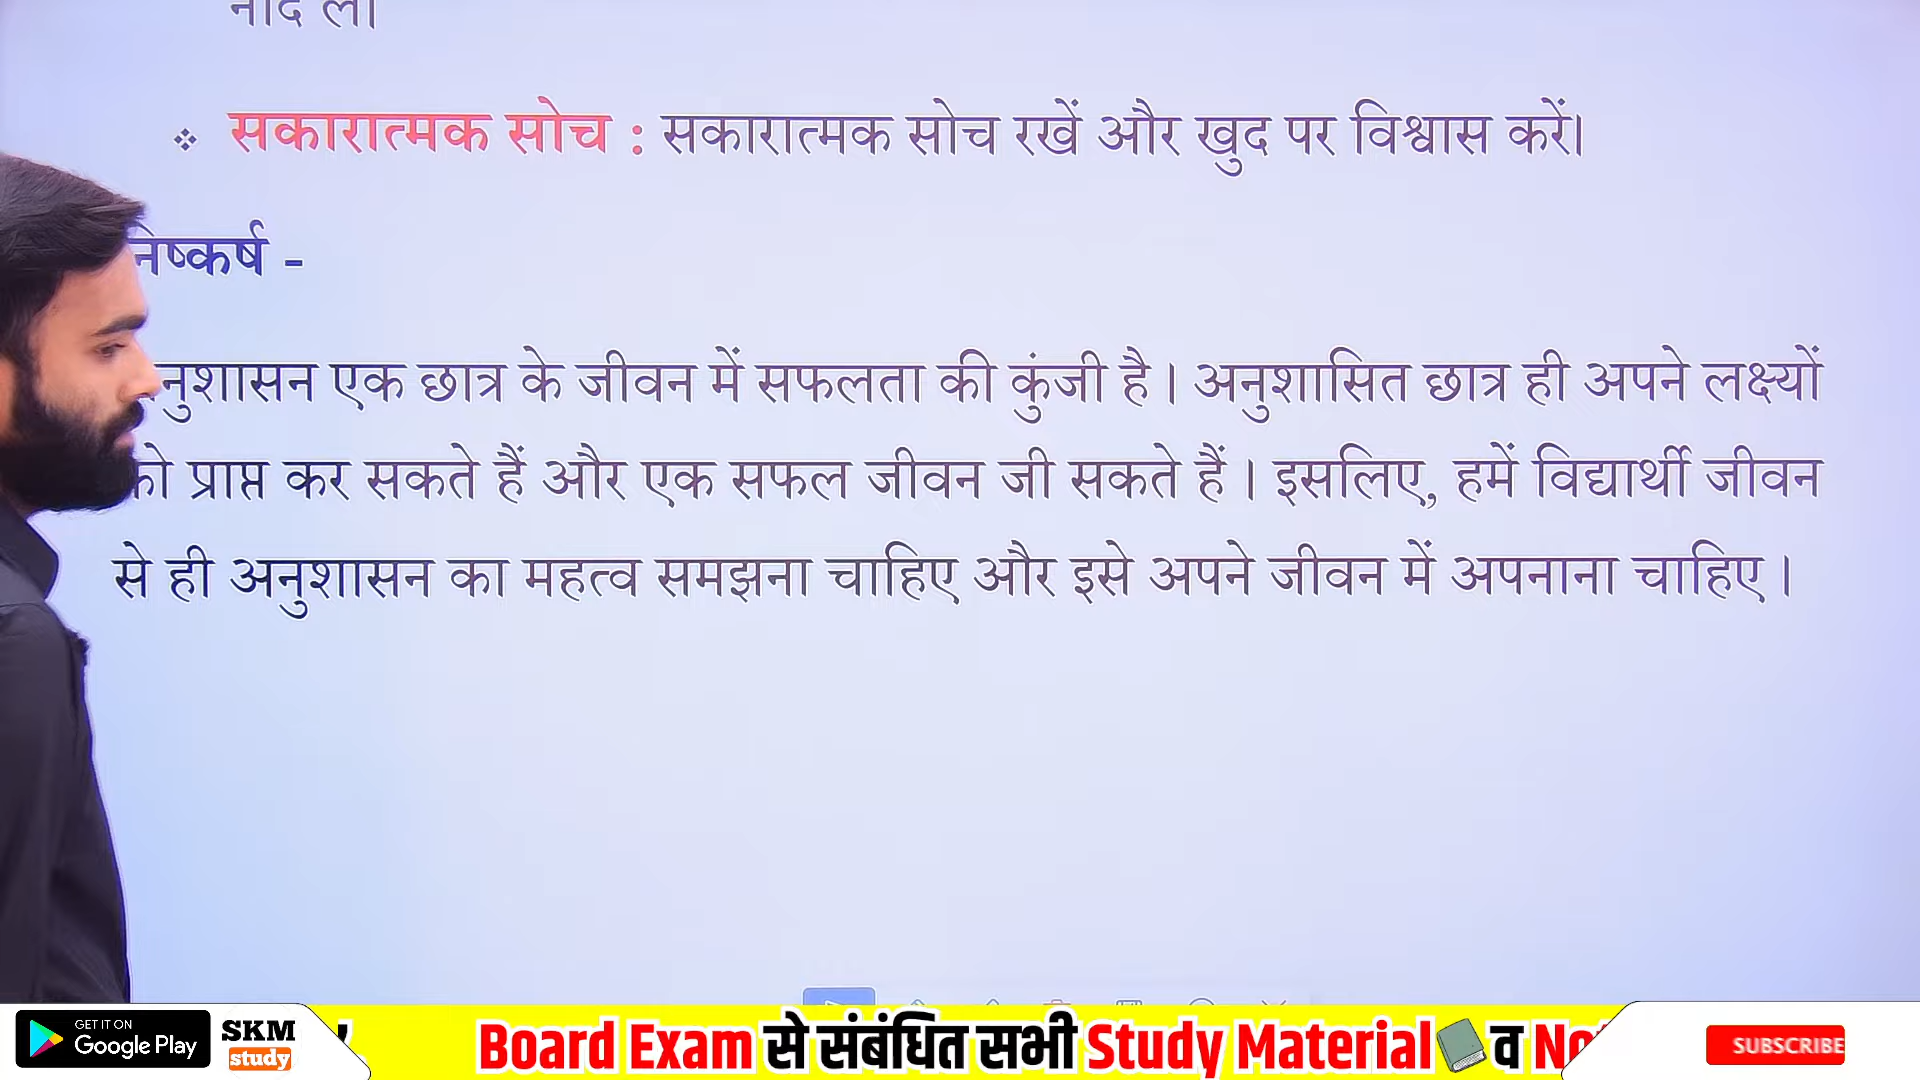 ❖ सकारात्मक सोच : सकारात्मक सोच रखें और खुद पर विश्वास करें।
निष्कर्ष -
अनुशासन एक छात्र के जीवन में सफलता की कुंजी है। अनुशासित छात्र ही अपने लक्ष्यों
को प्राप्त कर सकते हैं और एक सफल जीवन जी सकते हैं। इसलिए, हमें विद्यार्थी जीवन
से ही अनुशासन का महत्व समझना चाहिए और इसे अपने जीवन में अपनाना चाहिए।
GET IT ON
Google Play
SKM
study
Board Exam से संबंधित सभी Study Material व
SUBSCRIBE